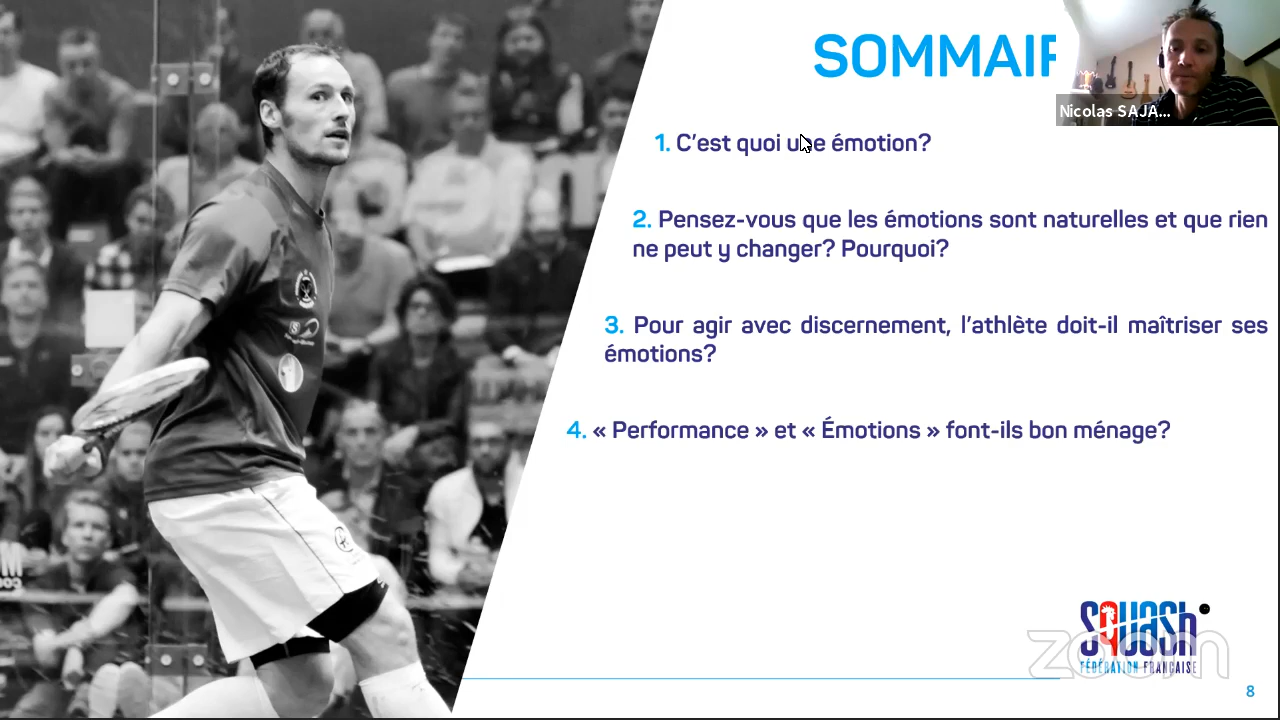 SOMMAIR
Nicolas SAJA...
1. C'est quoi une émotion?
2. Pensez-vous que les émotions sont naturelles et que rien
ne peut y changer? Pourquoi?
3. Pour agir avec discernement, l'athlète doit-il maîtriser ses
émotions?
4. « Performance » et « Émotions » font-ils bon ménage?
SQUASH
FÉDÉRATION FRANÇAISE
zoom
8